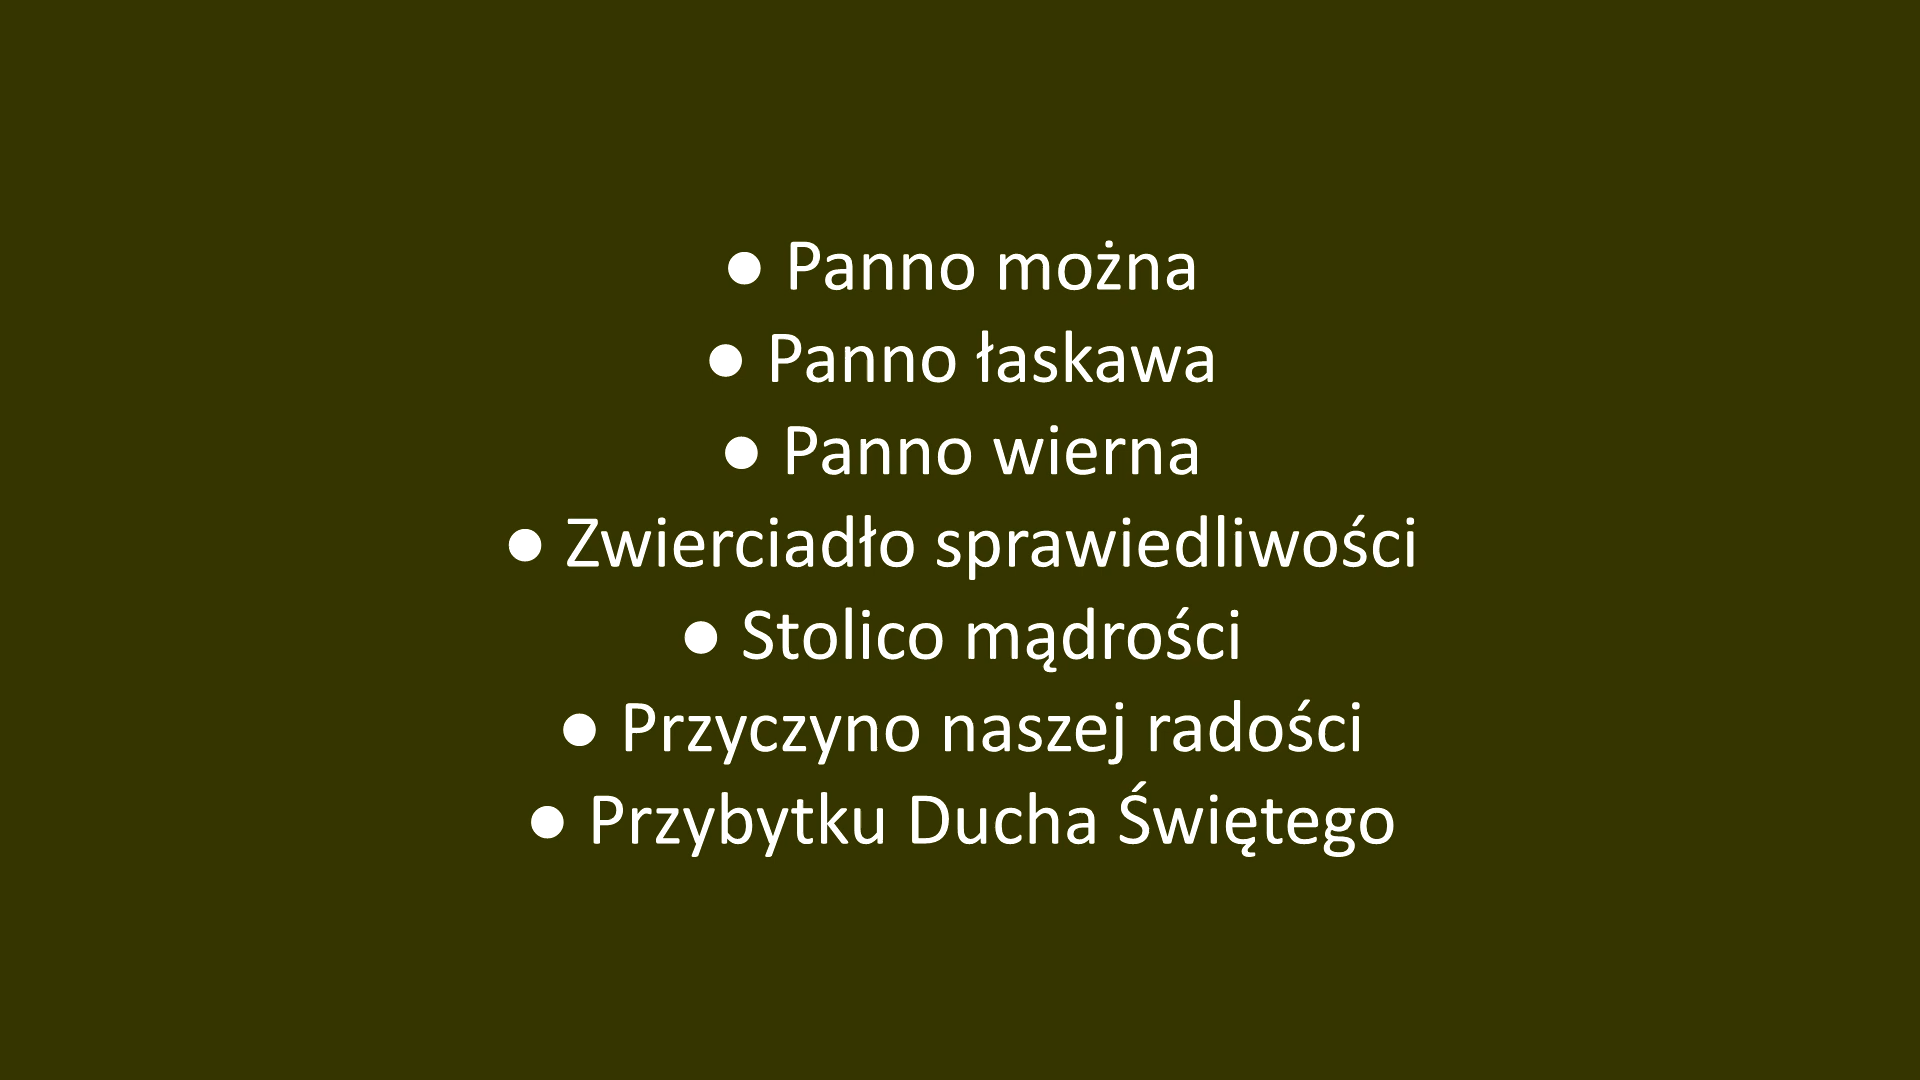 ● Panno można
● Panno łaskawa
● Panno wierna
● Zwierciadło sprawiedliwości
● Stolico mądrości
● Przyczyno naszej radości
● Przybytku Ducha Świętego